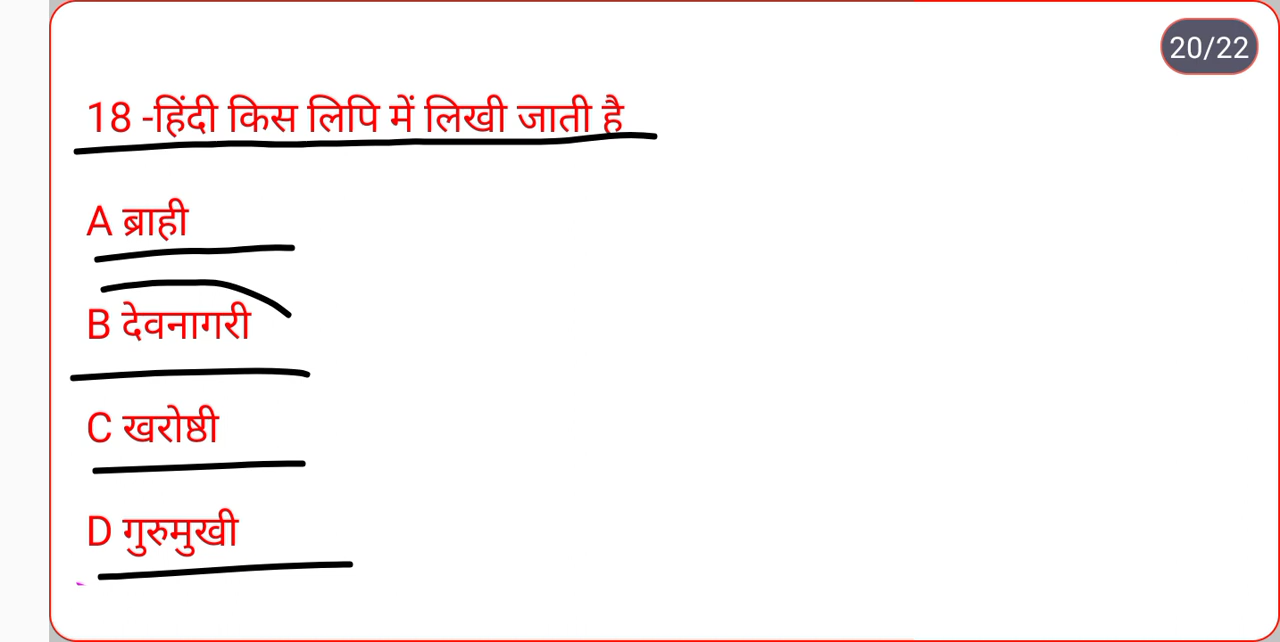 20/22
18 -हिंदी किस लिपि में लिखी जाती है
A ब्राही
B देवनागरी
C खरोष्ठी
D गुरुमुखी